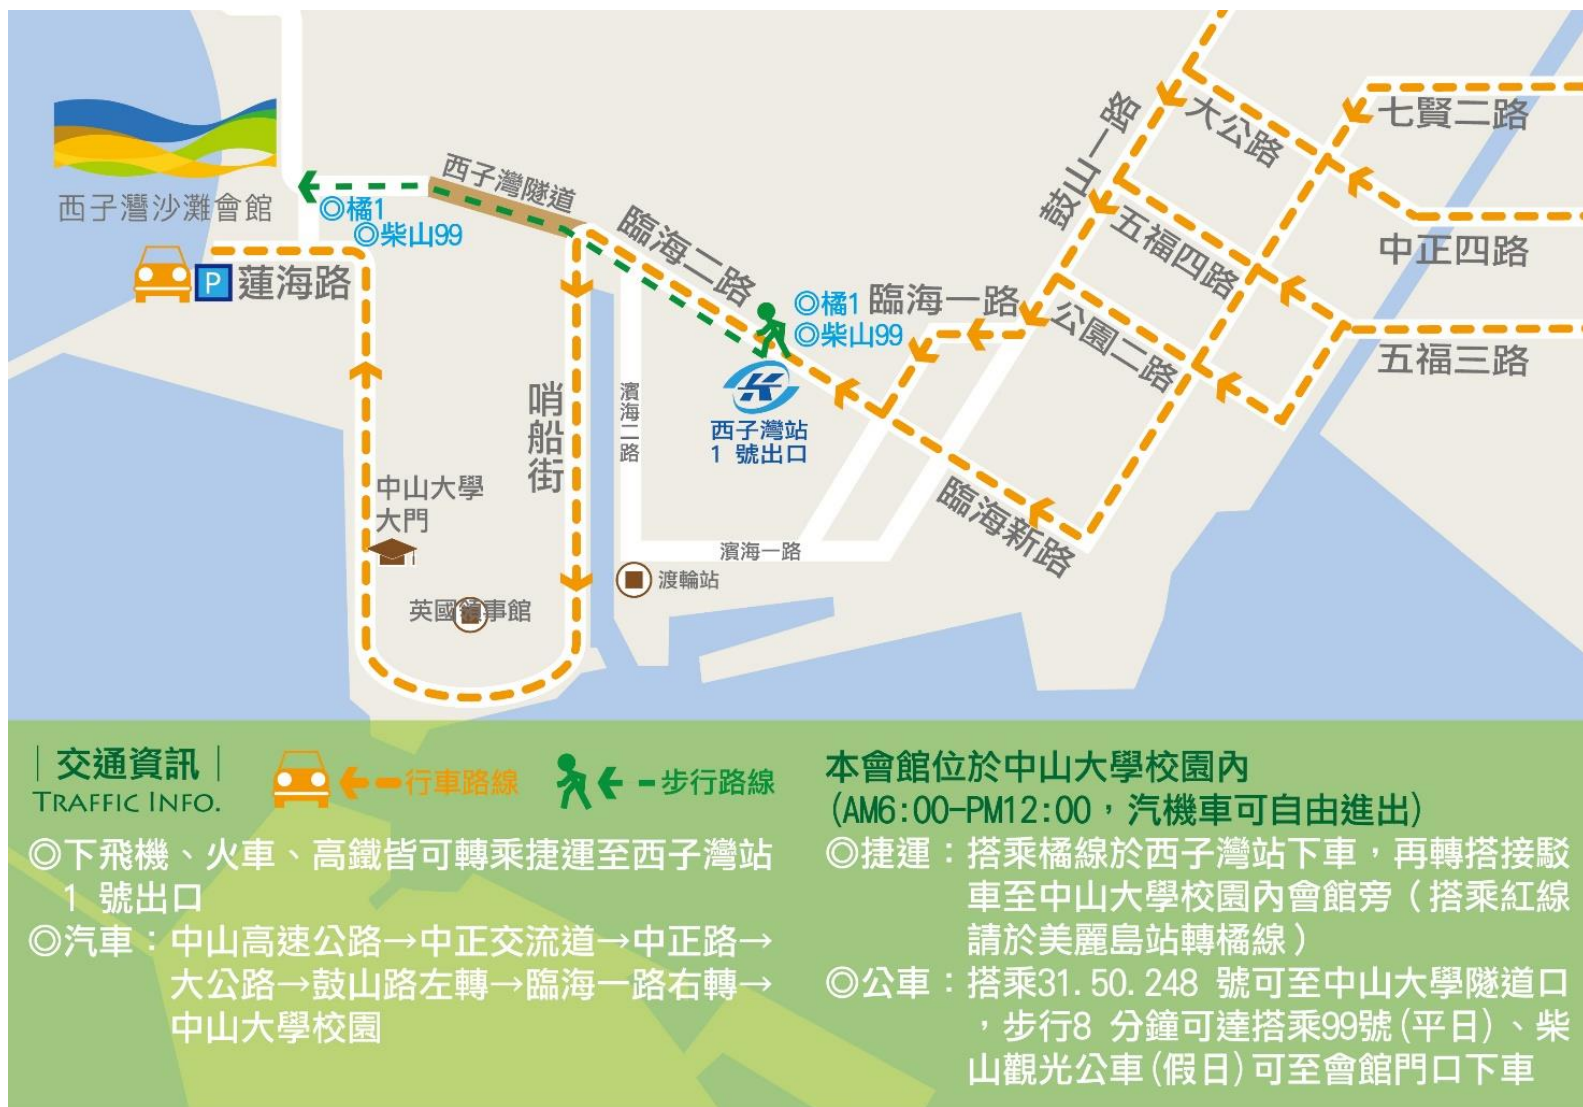 大公路
七賢二路
鼓山一路
西子灣隧道
西子灣沙灘會館
◎橘1
◎柴山99
臨海二路
五福四路
中正四路
P
蓮海路
◎橘1
◎柴山99
臨海一路
公園二路
五福三路
哨船街
濱海二路
西子灣站
1 號出口
中山大學
大門
臨海新路
濱海一路
渡輪站
英國領事館
|交通資訊|
TRAFFIC INFO.
行車路線
步行路線
◎下飛機、火車、高鐵皆可轉乘捷運至西子灣站
1 號出口
◎汽車：中山高速公路→中正交流道→中正路→
大公路→鼓山路左轉→臨海一路右轉→
中山大學校園
本會館位於中山大學校園內
(AM6:00-PM12:00，汽機車可自由進出)
◎捷運：搭乘橘線於西子灣站下車，再轉搭接駁
車至中山大學校園內會館旁（搭乘紅線
請於美麗島站轉橘線）
◎公車：搭乘31.50.248 號可至中山大學隧道口
，步行8 分鐘可達搭乘99號(平日)、柴
山觀光公車(假日)可至會館門口下車